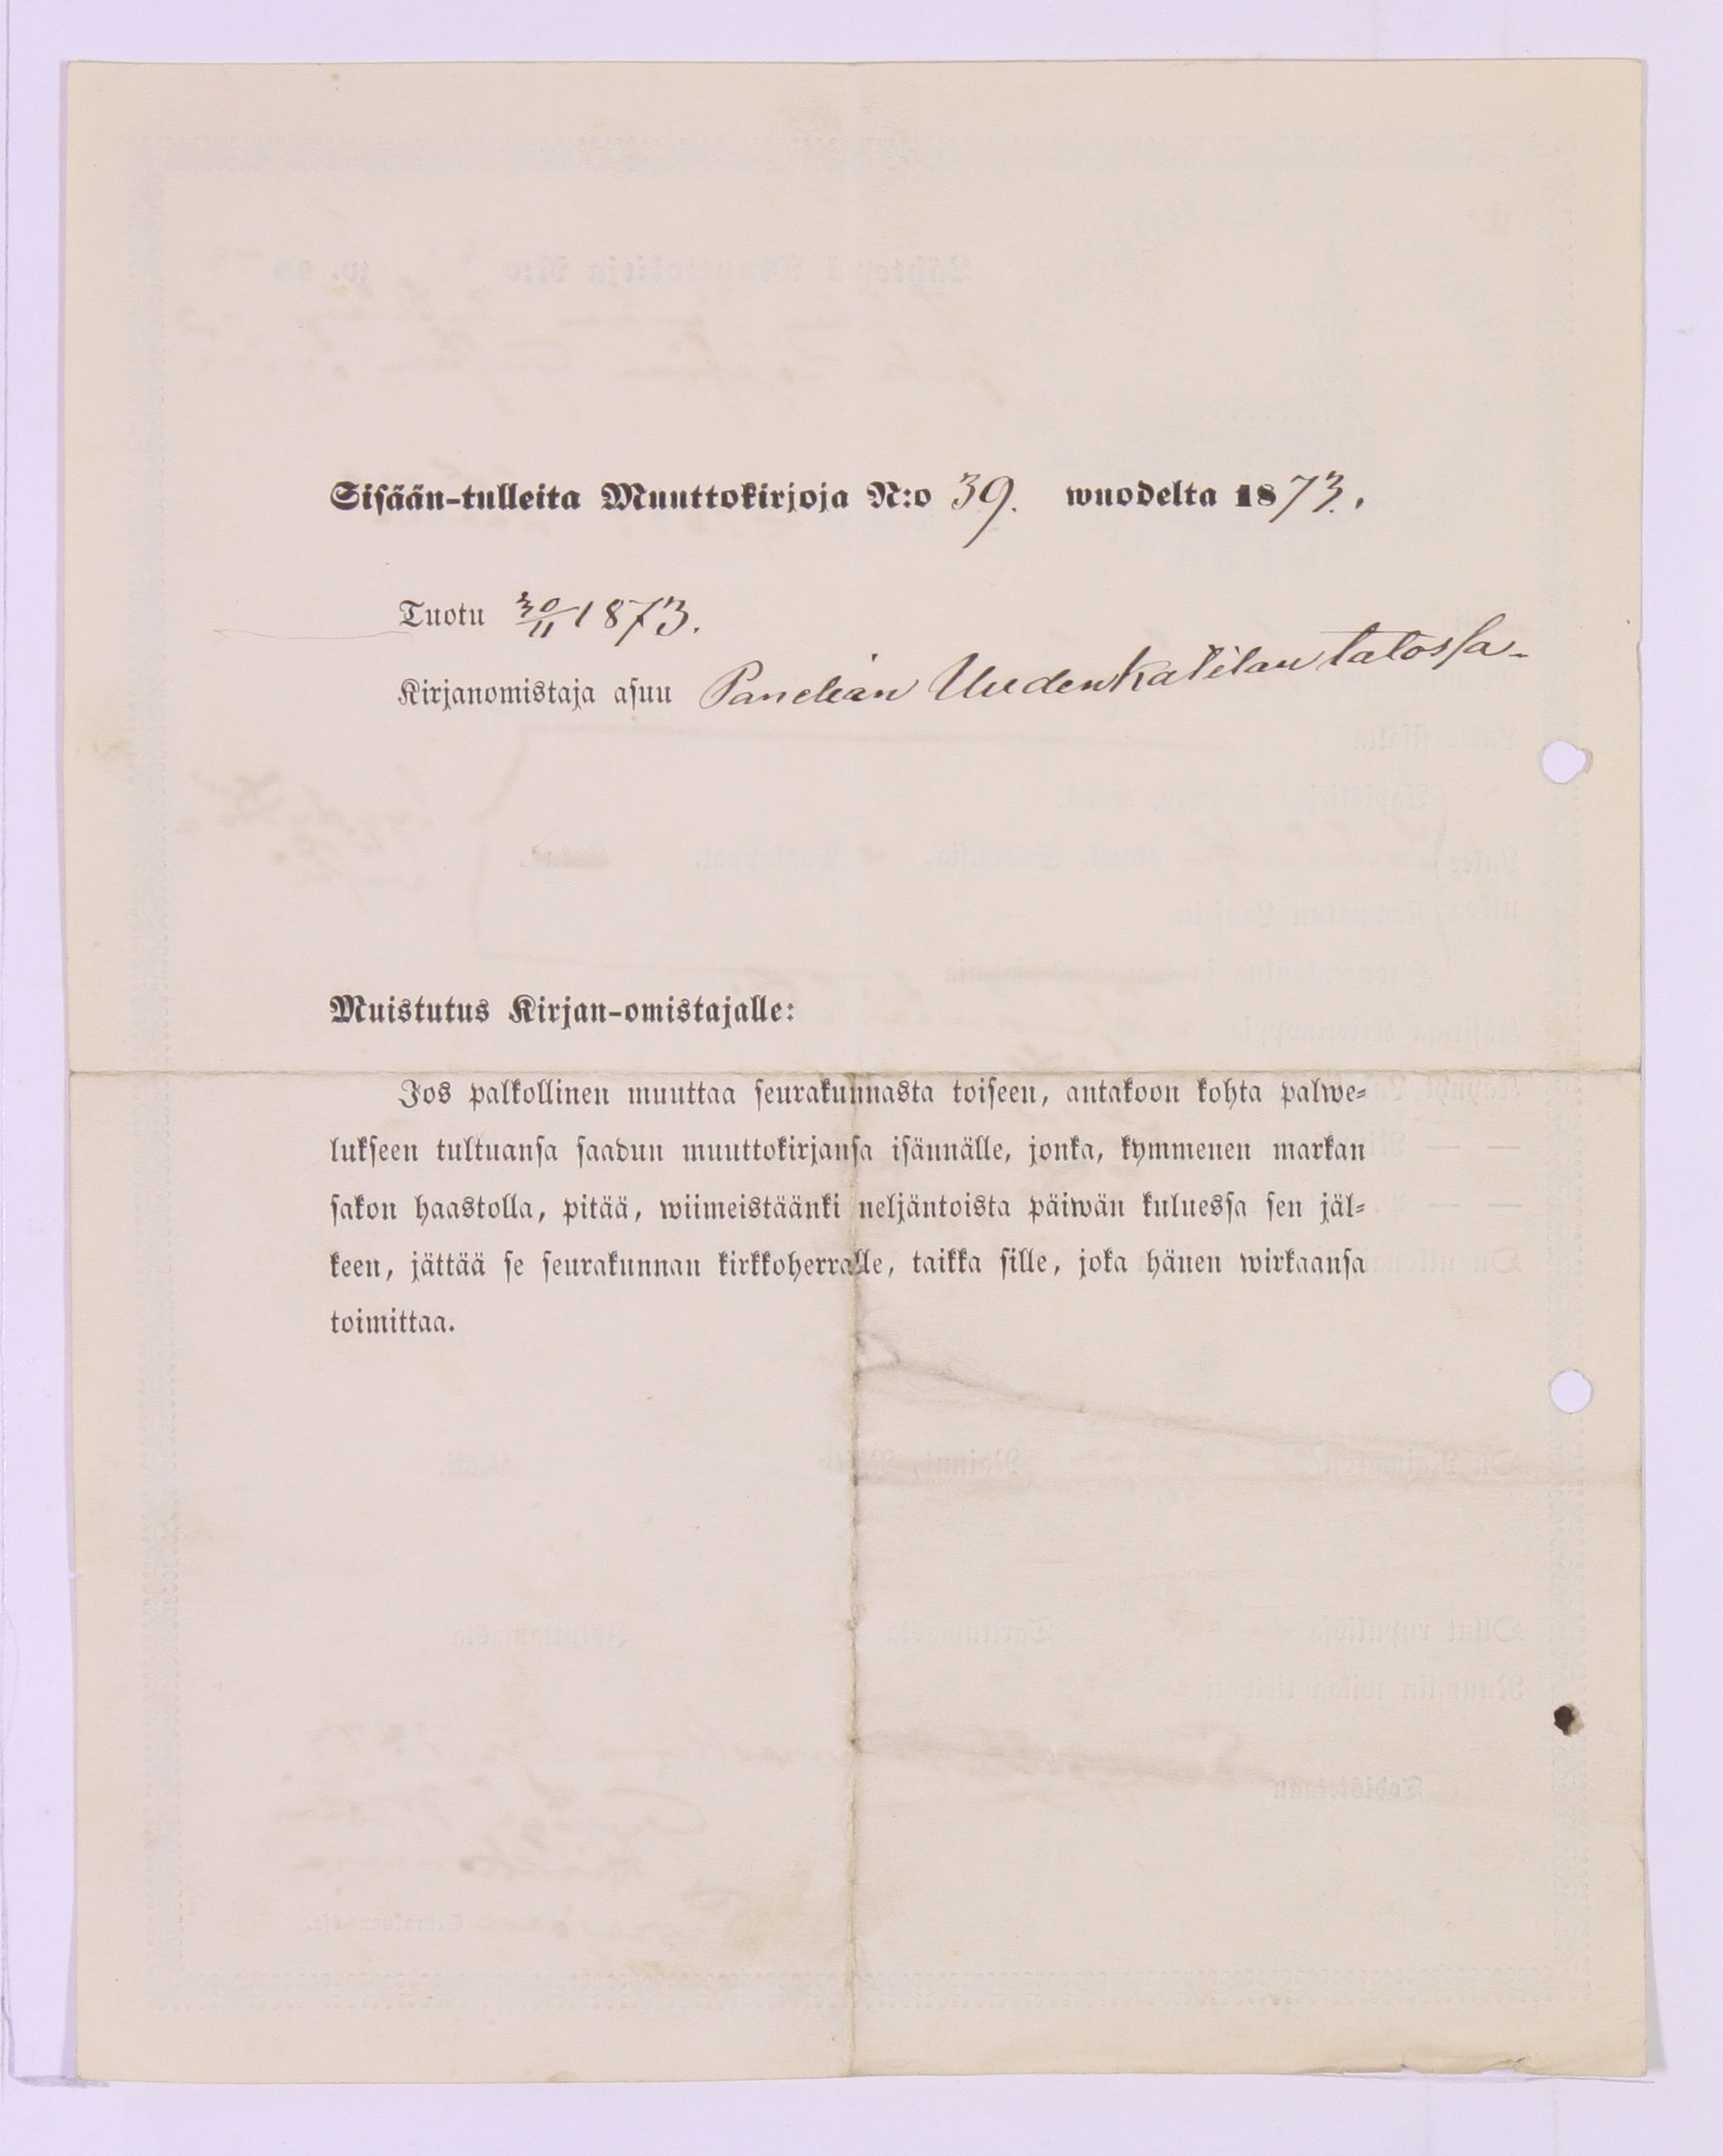 Sisään-tulleita Muuttokirjoja N:o 39. wuodelta 1873.
Tuotu 30/11 1873.
Kirjanomistaja asuu Panelian Uudenkatilan talossa.
Muistutus Kirjan-omistajalle:
Jos palkollinen muuttaa seurakunnasta toiseen, antakoon kohta palwe-
lukseen tultuansa saadun muuttokirjansa isännälle, jonka, kymmenen markan
sakon haastolla, pitää, wiimeistäänki neljäntoista päiwän kuluessa sen jäl-
keen, jättää se seurakunnan kirkkoherralle, taikka sille, joka hänen wirkaansa
toimittaa.